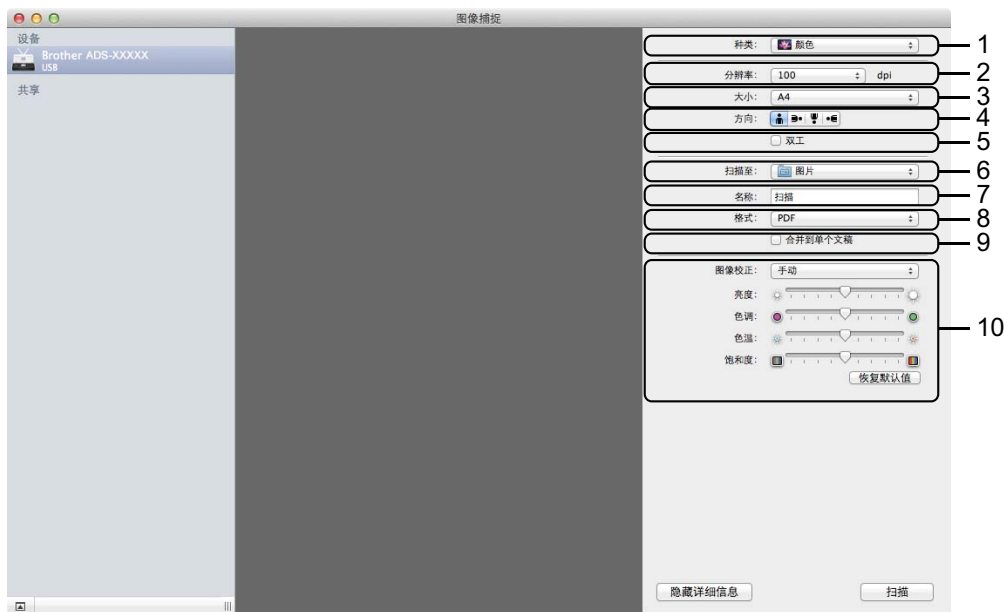 图像捕捉
设备
Brother ADS-XXXXX
USB
共享
种类: 颜色 1
分辨率: 100 dpi 2
大小: A4 3
方向: 4
双工 5
扫描至: 图片 6
名称: 扫描 7
格式: PDF 8
合并到单个文稿 9
图像校正: 手动
亮度:
色调:
10
色温:
饱和度:
恢复默认值
隐藏详细信息 扫描